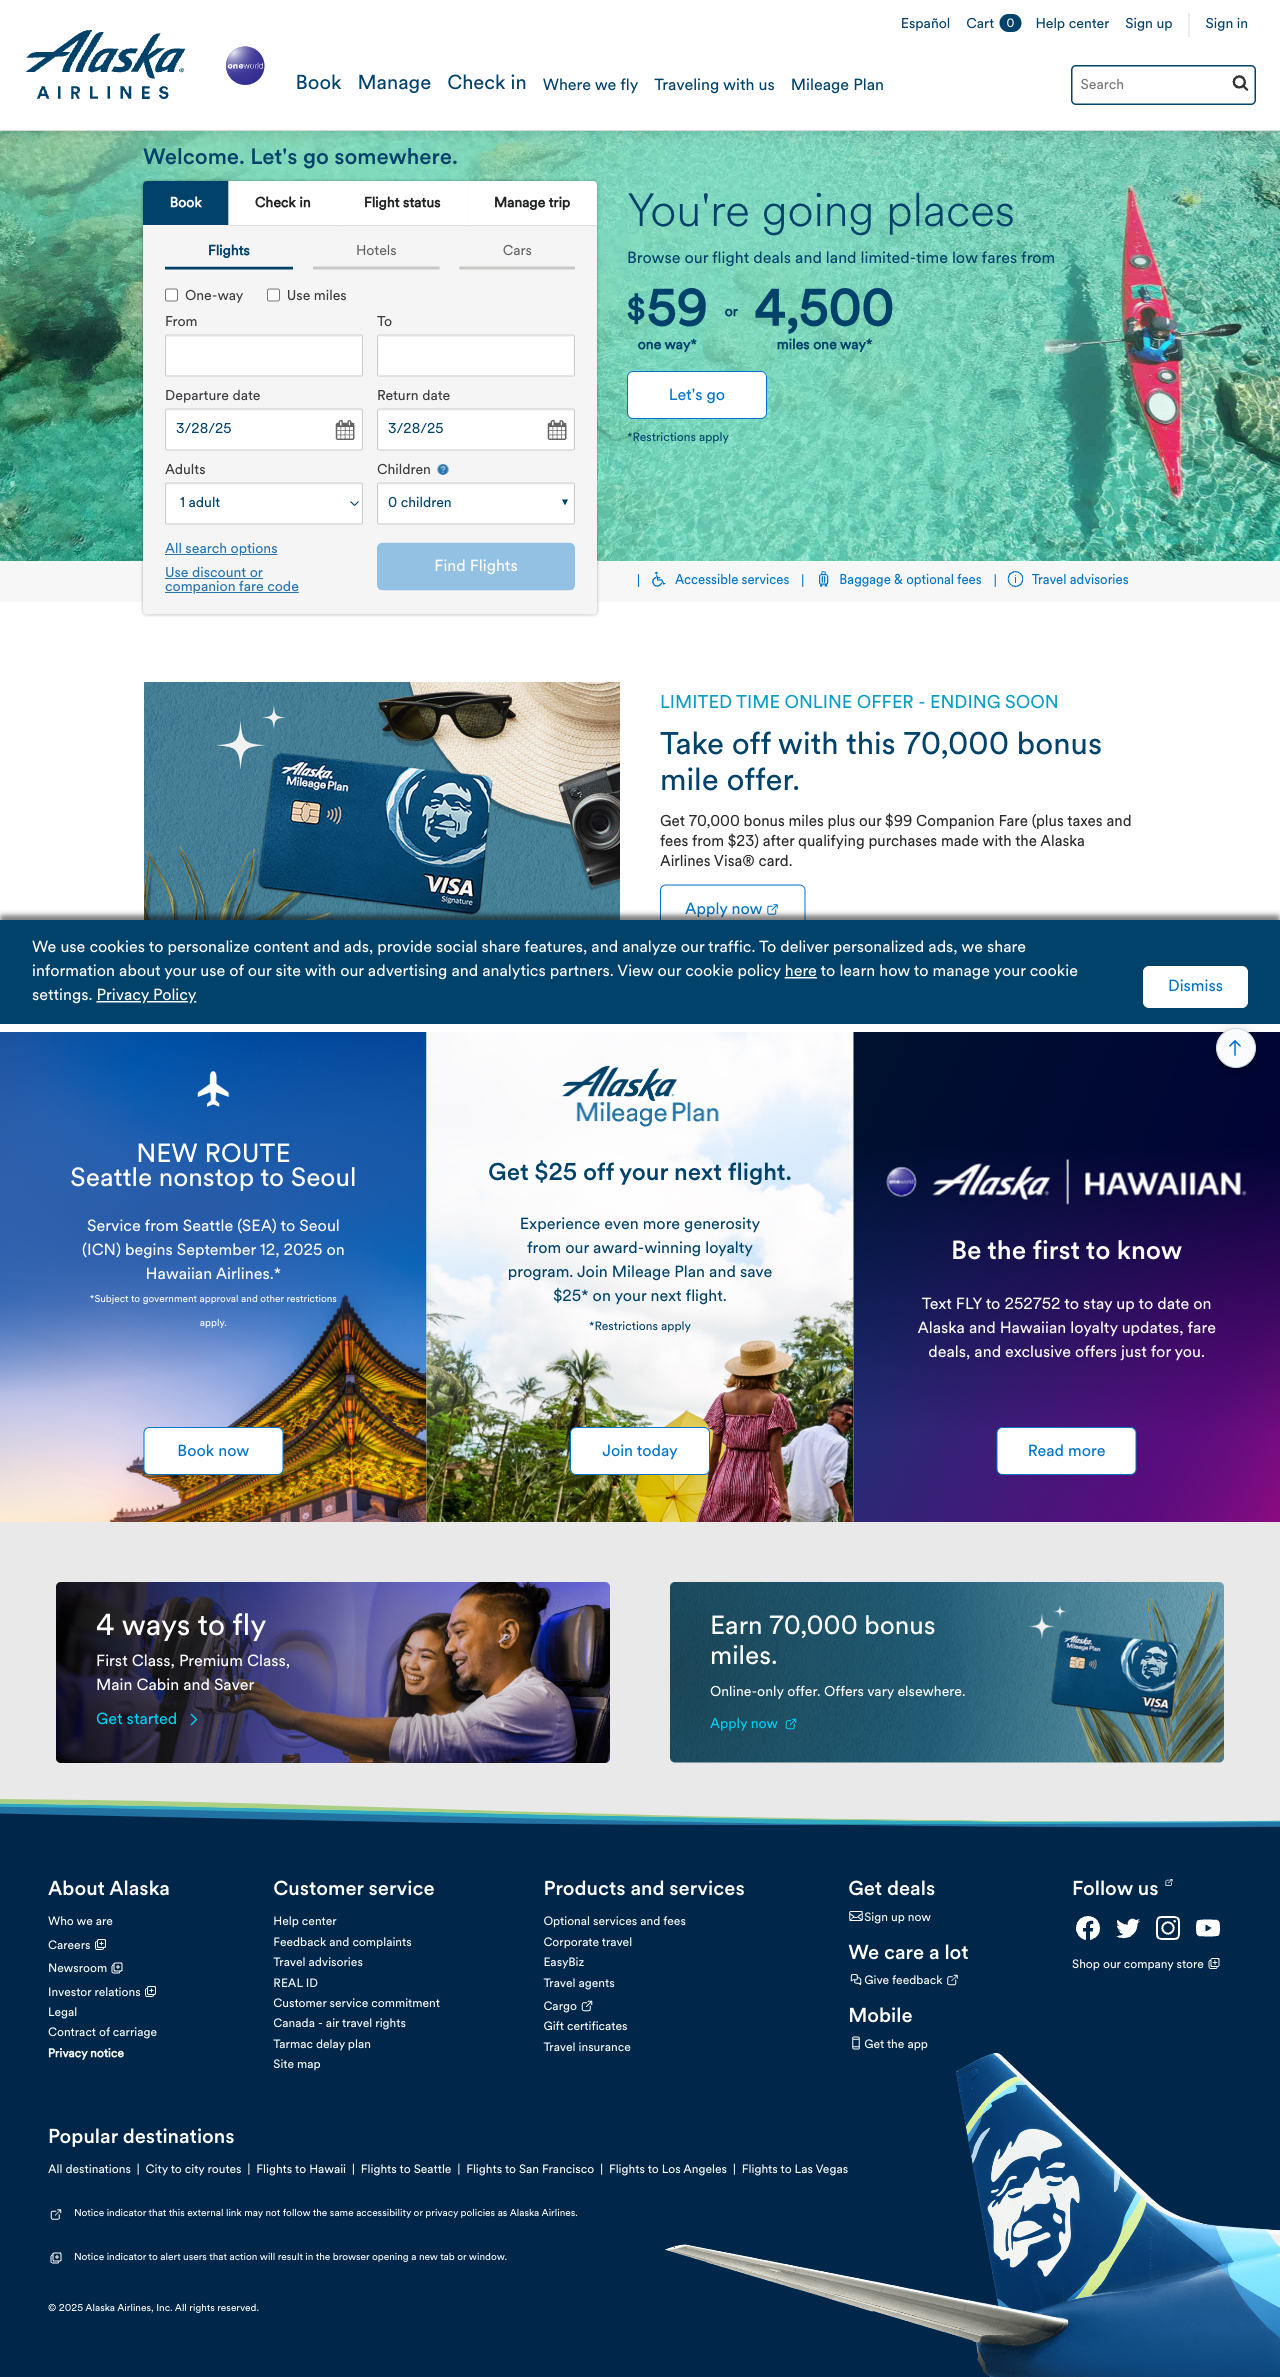 Español Cart 0 Help center Sign up Sign in
Alaska
AIRLINES
oneworld
Book Manage Check in Where we fly Traveling with us Mileage Plan
Search
Welcome. Let's go somewhere.
Book Check in Flight status Manage trip
Flights Hotels Cars
One-way Use miles
From To
Departure date Return date
3/28/25 3/28/25
Adults Children ?
1 adult 0 children
All search options
Use discount or
companion fare code
Find Flights
You're going places
Browse our flight deals and land limited-time low fares from
$59 or 4,500
one way* miles one way*
Let's go
*Restrictions apply
| Accessible services | Baggage & optional fees | Travel advisories
Alaska
Mileage Plan
VISA
Signature
LIMITED TIME ONLINE OFFER - ENDING SOON
Take off with this 70,000 bonus
mile offer.
Get 70,000 bonus miles plus our $99 Companion Fare (plus taxes and
fees from $23) after qualifying purchases made with the Alaska
Airlines Visa® card.
Apply now
We use cookies to personalize content and ads, provide social share features, and analyze our traffic. To deliver personalized ads, we share
information about your use of our site with our advertising and analytics partners. View our cookie policy here to learn how to manage your cookie
settings. Privacy Policy
Dismiss
NEW ROUTE
Seattle nonstop to Seoul
Service from Seattle (SEA) to Seoul
(ICN) begins September 12, 2025 on
Hawaiian Airlines.*
*Subject to government approval and other restrictions
apply.
Book now
Alaska
Mileage Plan
Get $25 off your next flight.
Experience even more generosity
from our award-winning loyalty
program. Join Mileage Plan and save
$25* on your next flight.
*Restrictions apply
Join today
oneworld Alaska | HAWAIIAN
Be the first to know
Text FLY to 252752 to stay up to date on
Alaska and Hawaiian loyalty updates, fare
deals, and exclusive offers just for you.
Read more
4 ways to fly
First Class, Premium Class,
Main Cabin and Saver
Get started
Earn 70,000 bonus
miles.
Online-only offer. Offers vary elsewhere.
Apply now
Alaska
Mileage Plan
VISA
Signature
About Alaska
Who we are
Careers
Newsroom
Investor relations
Legal
Contract of carriage
Privacy notice
Customer service
Help center
Feedback and complaints
Travel advisories
REAL ID
Customer service commitment
Canada - air travel rights
Tarmac delay plan
Site map
Products and services
Optional services and fees
Corporate travel
EasyBiz
Travel agents
Cargo
Gift certificates
Travel insurance
Get deals
Sign up now
We care a lot
Give feedback
Mobile
Get the app
Follow us
Shop our company store
Popular destinations
All destinations | City to city routes | Flights to Hawaii | Flights to Seattle | Flights to San Francisco | Flights to Los Angeles | Flights to Las Vegas
Notice indicator that this external link may not follow the same accessibility or privacy policies as Alaska Airlines.
Notice indicator to alert users that action will result in the browser opening a new tab or window.
© 2025 Alaska Airlines, Inc. All rights reserved.